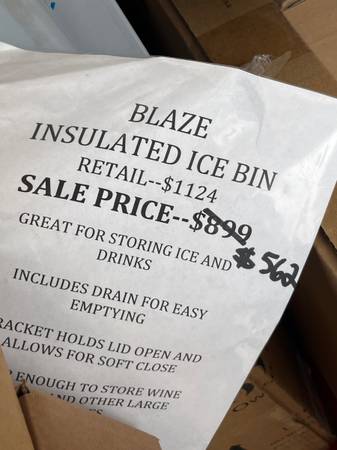 BLAZE
INSULATED ICE BIN
RETAIL--$1124
SALE PRICE--$899
$562
GREAT FOR STORING ICE AND
DRINKS
INCLUDES DRAIN FOR EASY
EMPTYING
RACKET HOLDS LID OPEN AND
ALLOWS FOR SOFT CLOSE
P ENOUGH TO STORE WINE
AND OTHER LARGE